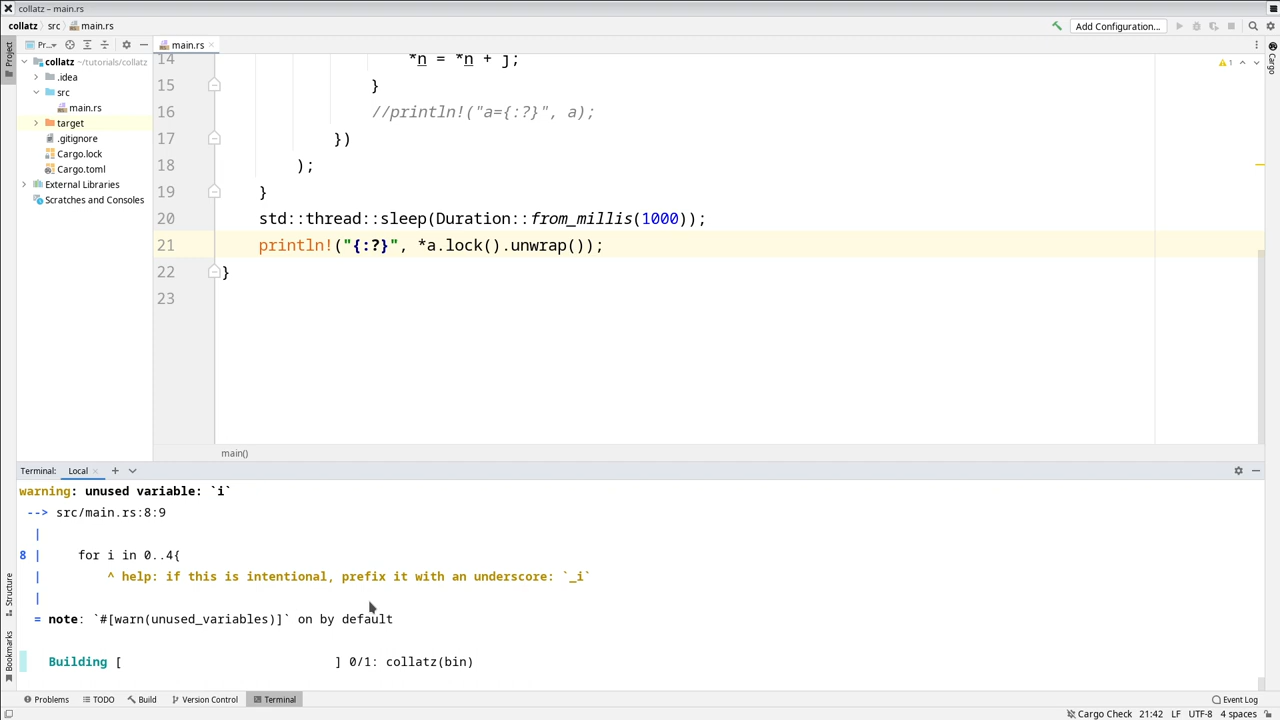 collatz – main.rs
collatz src main.rs Add Configuration...
Project Pr... main.rs 1 Cargo
collatz ~/tutorials/collatz
.idea
src
main.rs
target
.gitignore
Cargo.lock
Cargo.toml
External Libraries
Scratches and Consoles
14 *n = *n + j;
15 }
16 //println!("a={:?}", a);
17 })
18 );
19 }
20 std::thread::sleep(Duration::from_millis(1000));
21 println!("{:?}", *a.lock().unwrap());
22 }
23
main()
Terminal: Local
warning: unused variable: `i`
--> src/main.rs:8:9
|
8 | for i in 0..4{
| ^ help: if this is intentional, prefix it with an underscore: `_i`
|
= note: `#[warn(unused_variables)]` on by default
Building [ ] 0/1: collatz(bin)
Structure
Bookmarks
Problems TODO Build Version Control Terminal Event Log
Cargo Check 21:42 LF UTF-8 4 spaces